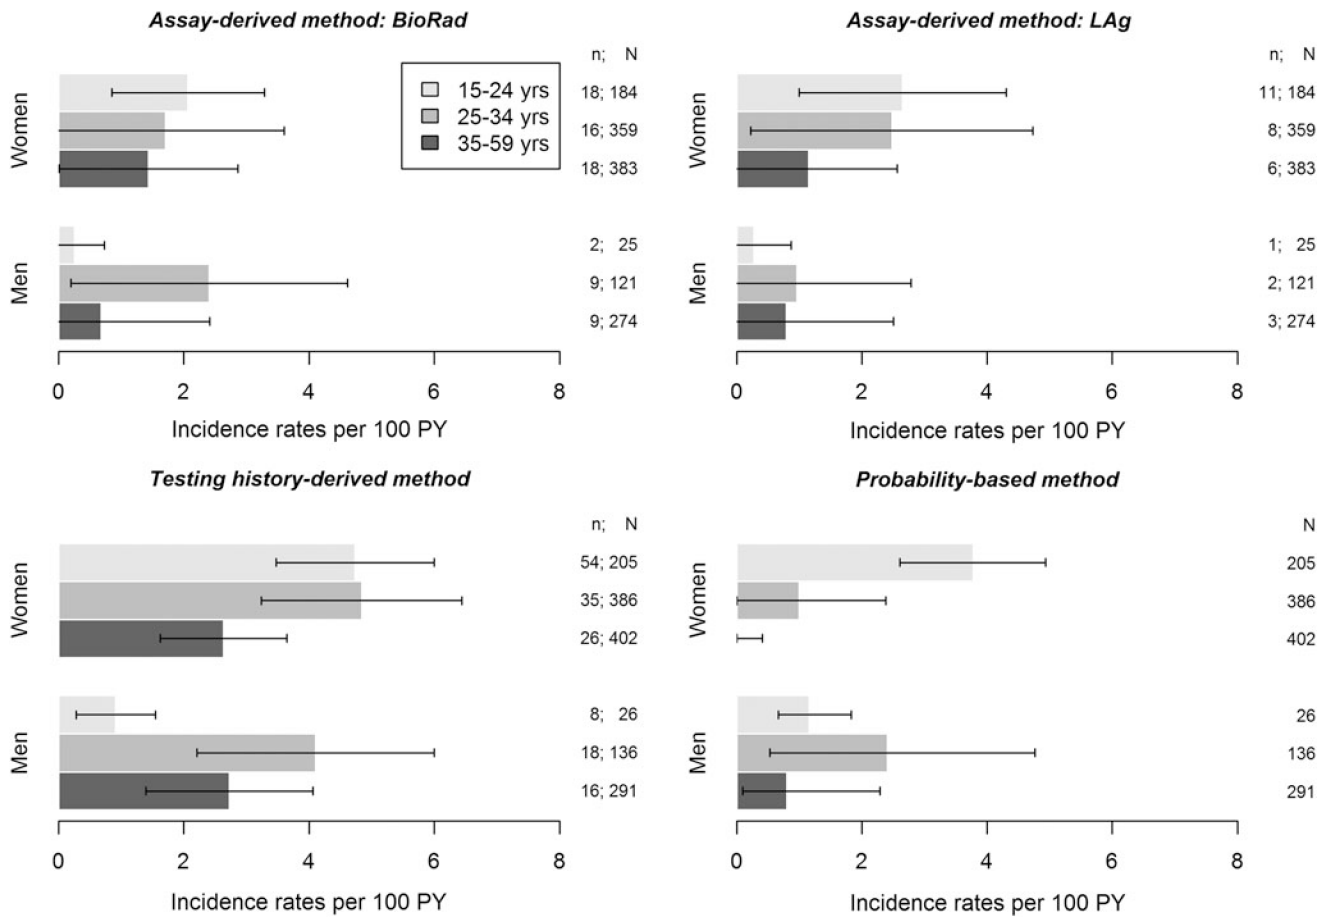 Assay-derived method: BioRad
n; N
15-24 yrs
25-34 yrs
35-59 yrs
Women
18; 184
16; 359
18; 383
Men
2; 25
9; 121
9; 274
0 2 4 6 8
Incidence rates per 100 PY
Assay-derived method: LAg
n; N
Women
11; 184
8; 359
6; 383
Men
1; 25
2; 121
3; 274
0 2 4 6 8
Incidence rates per 100 PY
Testing history-derived method
n; N
Women
54; 205
35; 386
26; 402
Men
8; 26
18; 136
16; 291
0 2 4 6 8
Incidence rates per 100 PY
Probability-based method
N
Women
205
386
402
Men
26
136
291
0 2 4 6 8
Incidence rates per 100 PY